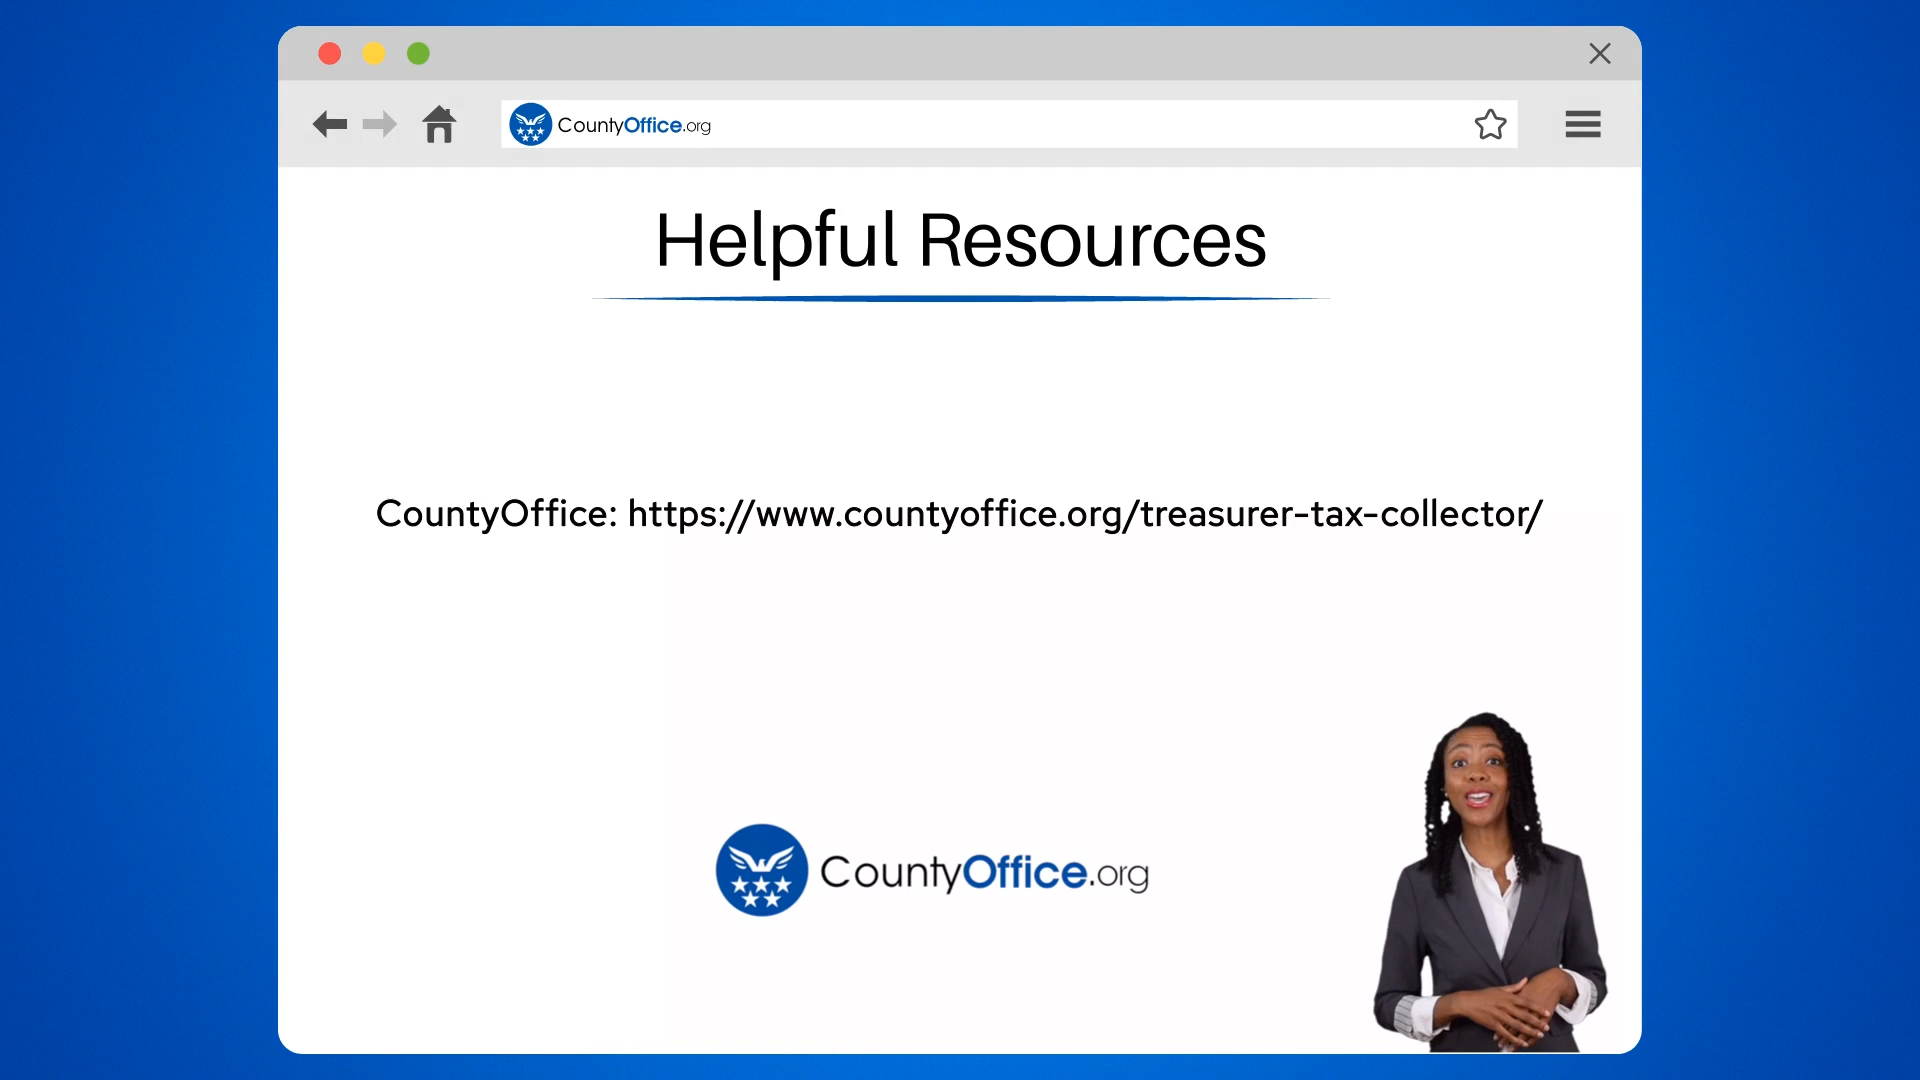 CountyOffice.org
Helpful Resources
CountyOffice: https://www.countyoffice.org/treasurer-tax-collector/
CountyOffice.org